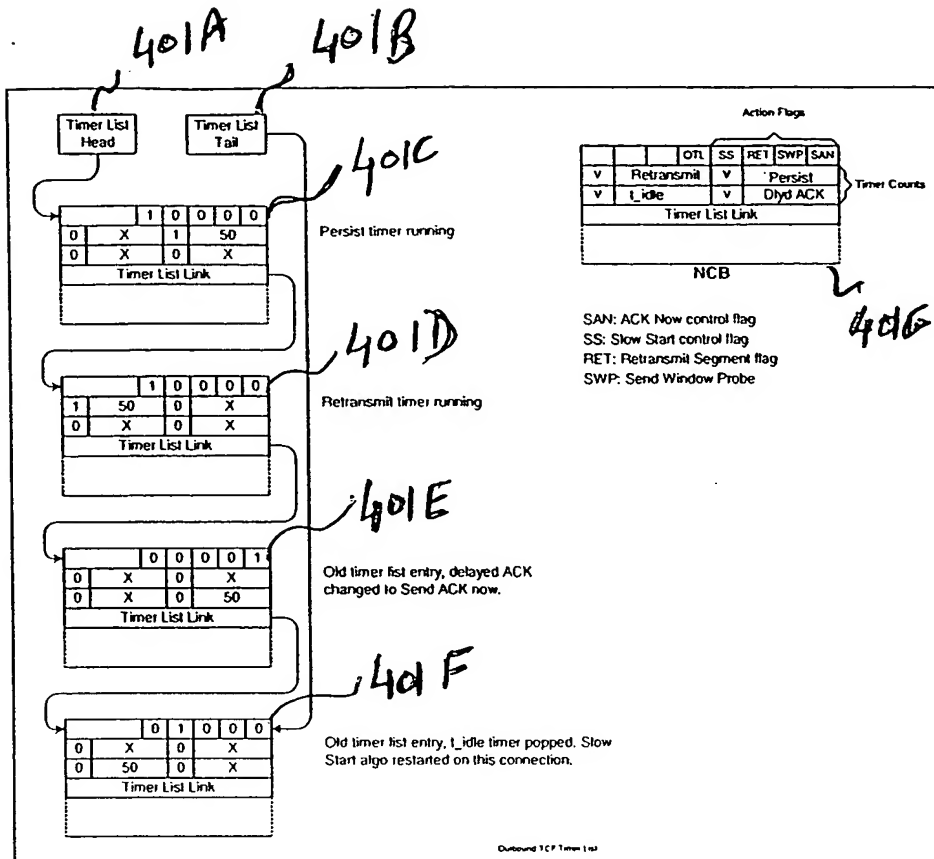 401A
401B
Timer List
Head
Timer List
Tail
401C
1 0 0 0 0
0 X 1 50
0 X 0 X
Timer List Link
Persist timer running
401D
1 0 0 0 0
1 50 0 X
0 X 0 X
Timer List Link
Retransmit timer running
401E
0 0 0 0 1
0 X 0 X
0 X 0 50
Timer List Link
Old timer list entry, delayed ACK
changed to Send ACK now.
401F
0 1 0 0 0
0 X 0 X
0 50 0 X
Timer List Link
Old timer list entry, t_idle timer popped. Slow
Start algo restarted on this connection.
Action Flags
OTL SS RET SWP SAN
v Retransmit v Persist
v t_idle v Dlyd ACK
Timer Counts
Timer List Link
NCB
401G
SAN: ACK Now control flag
SS: Slow Start control flag
RET: Retransmit Segment flag
SWP: Send Window Probe
Outbound TCP Timer List